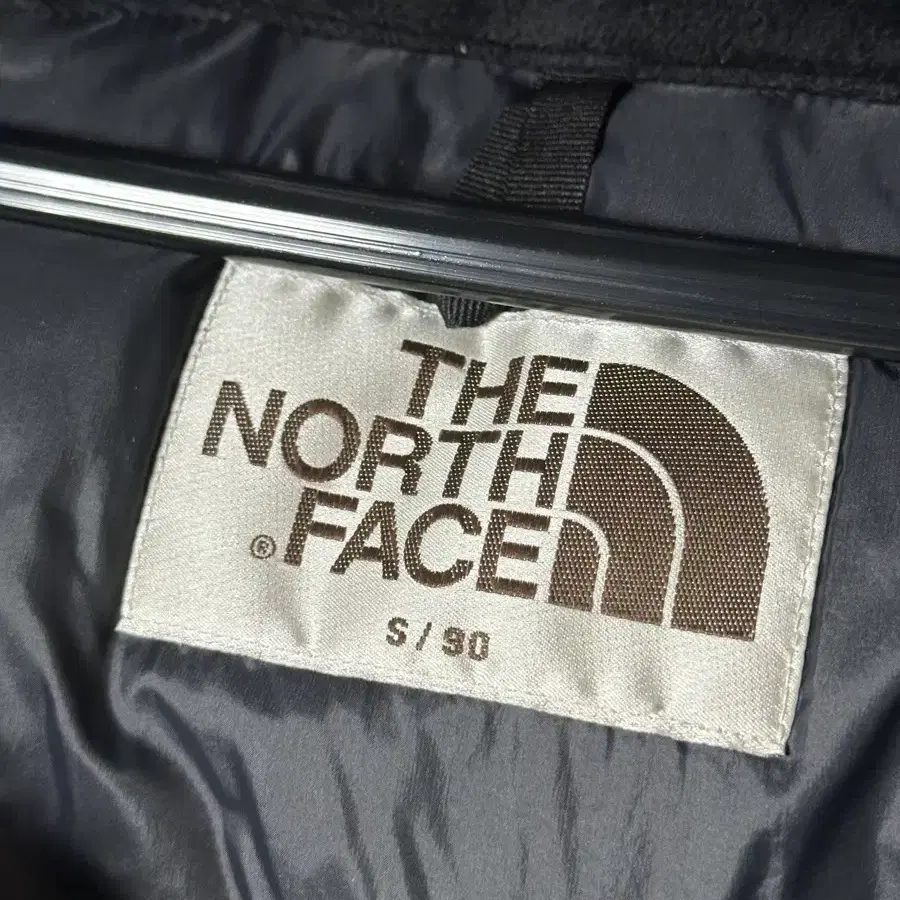 THE
NORTH
® FACE
S / 90